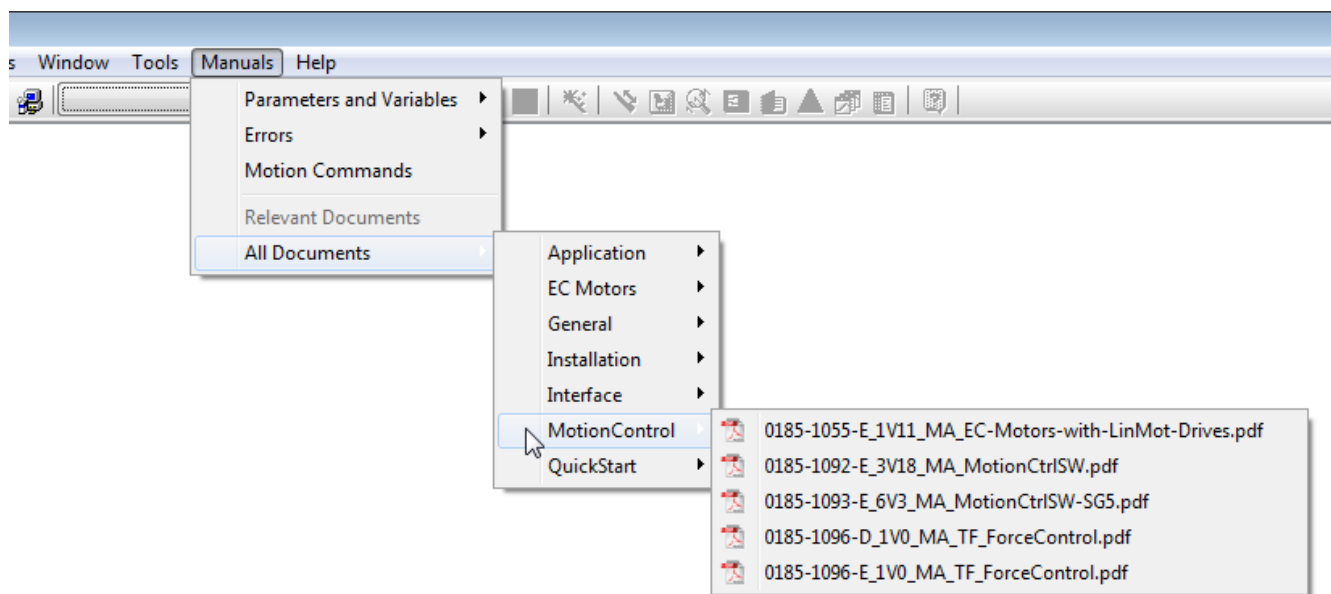 s Window Tools Manuals Help
Parameters and Variables
Errors
Motion Commands
Relevant Documents
All Documents
Application
EC Motors
General
Installation
Interface
MotionControl
QuickStart
0185-1055-E_1V11_MA_EC-Motors-with-LinMot-Drives.pdf
0185-1092-E_3V18_MA_MotionCtrlSW.pdf
0185-1093-E_6V3_MA_MotionCtrlSW-SG5.pdf
0185-1096-D_1V0_MA_TF_ForceControl.pdf
0185-1096-E_1V0_MA_TF_ForceControl.pdf